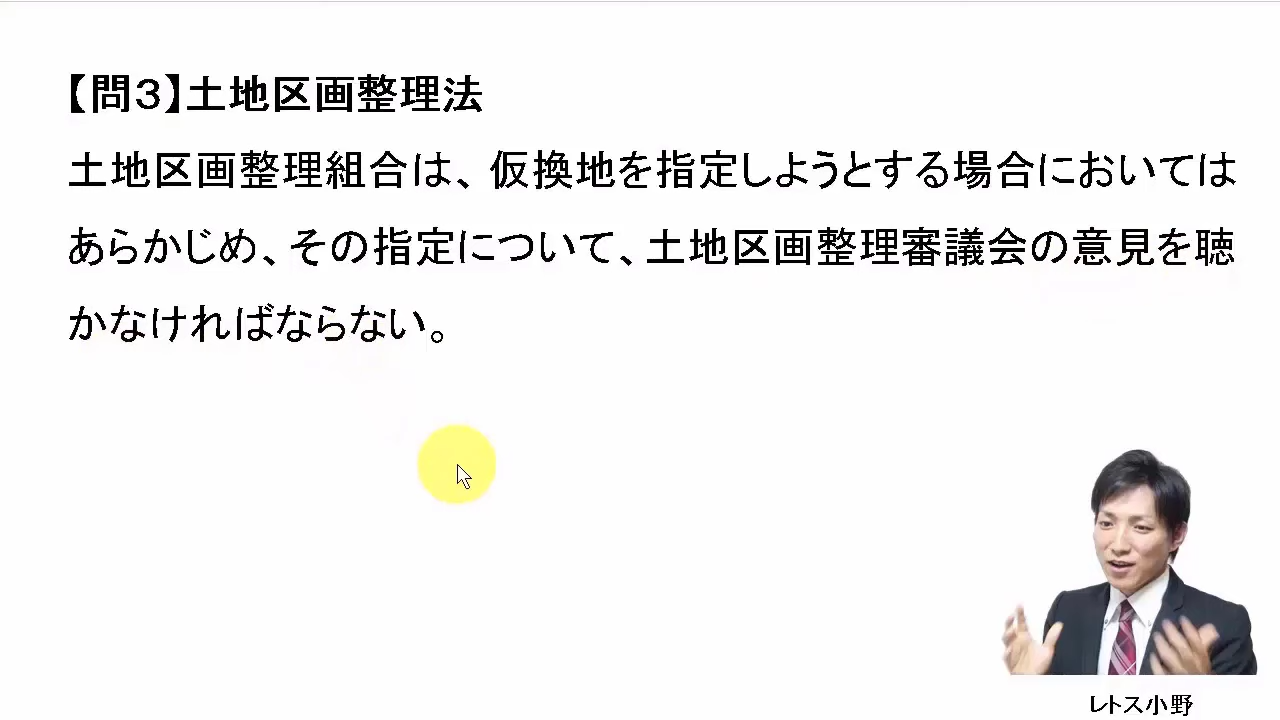 【問３】土地区画整理法
土地区画整理組合は、仮換地を指定しようとする場合においては
あらかじめ、その指定について、土地区画整理審議会の意見を聴
かなければならない。
レトス小野